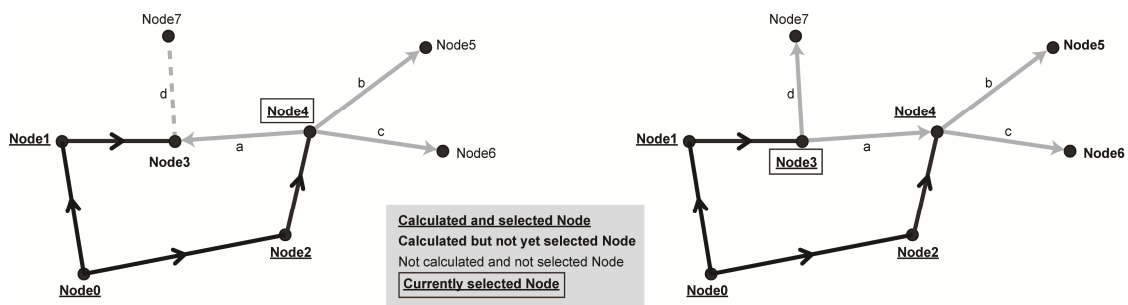 Node7
Node5
b
d
Node4
Node1
a
c
Node3
Node6
Node2
Node0
Calculated and selected Node
Calculated but not yet selected Node
Not calculated and not selected Node
Currently selected Node
Node7
Node5
b
d
Node4
Node1
a
c
Node3
Node6
Node2
Node0